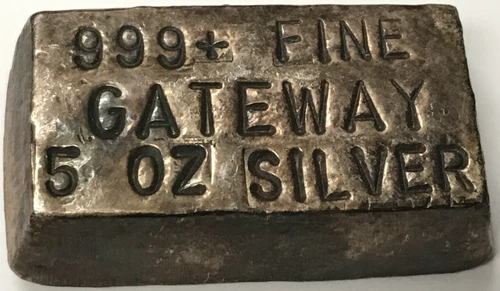 999+ FINE
GATEWAY
5 OZ SILVER